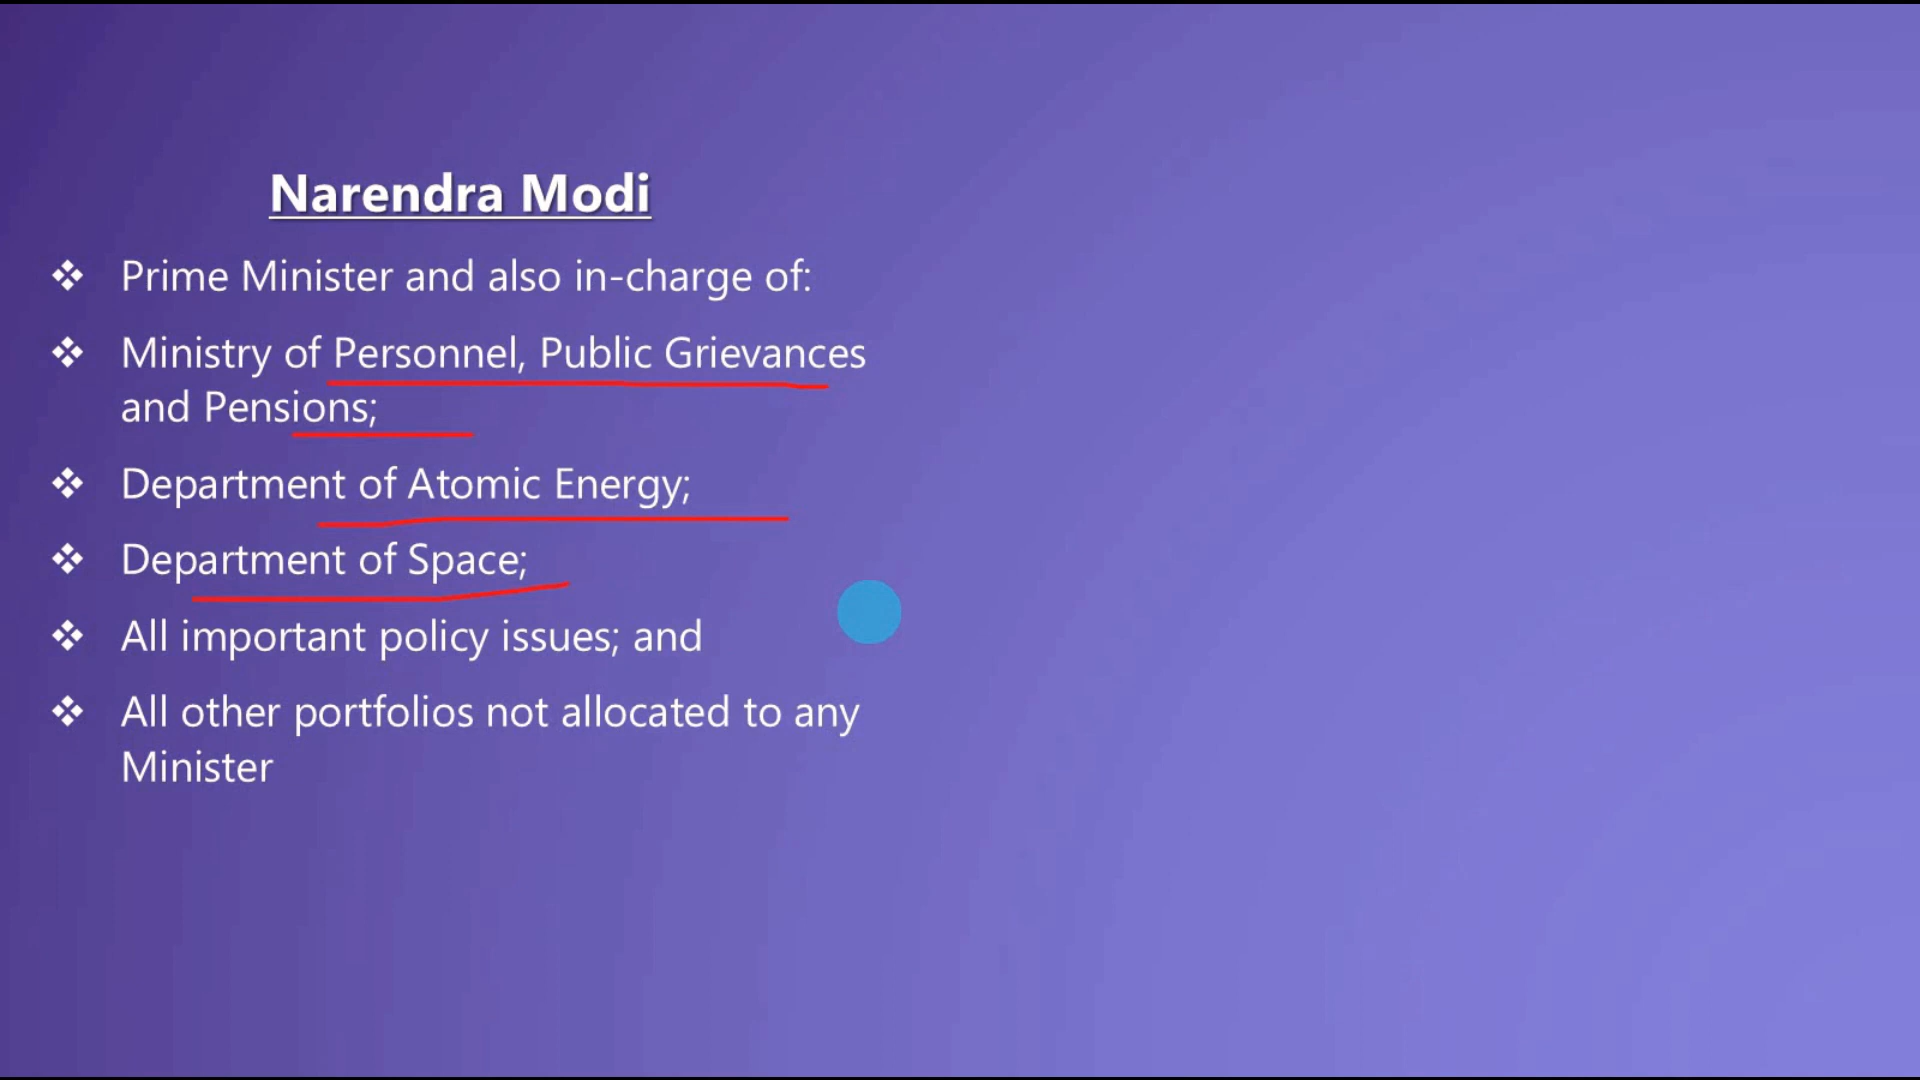 Narendra Modi
❖ Prime Minister and also in-charge of:
❖ Ministry of Personnel, Public Grievances
and Pensions;
❖ Department of Atomic Energy;
❖ Department of Space;
❖ All important policy issues; and
❖ All other portfolios not allocated to any
Minister